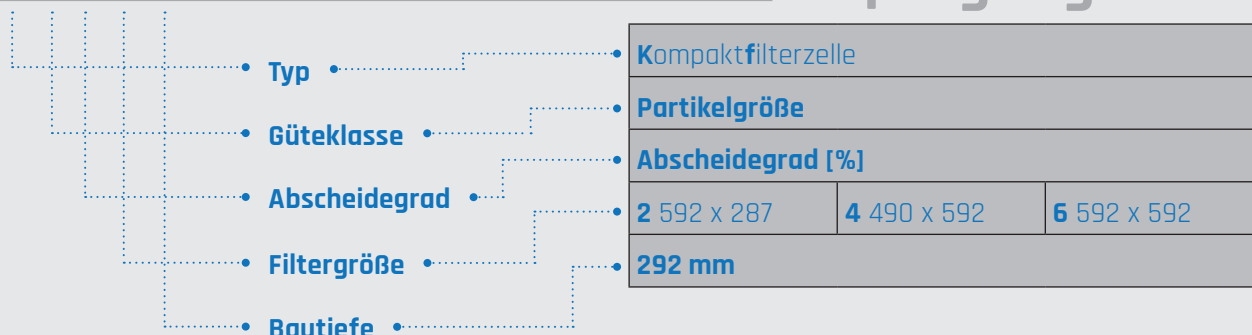 Typ
Kompaktfilterzelle
Güteklasse
Partikelgröße
Abscheidegrad
Abscheidegrad [%]
Filtergröße
2 592 x 287 4 490 x 592 6 592 x 592
Bautiefe
292 mm